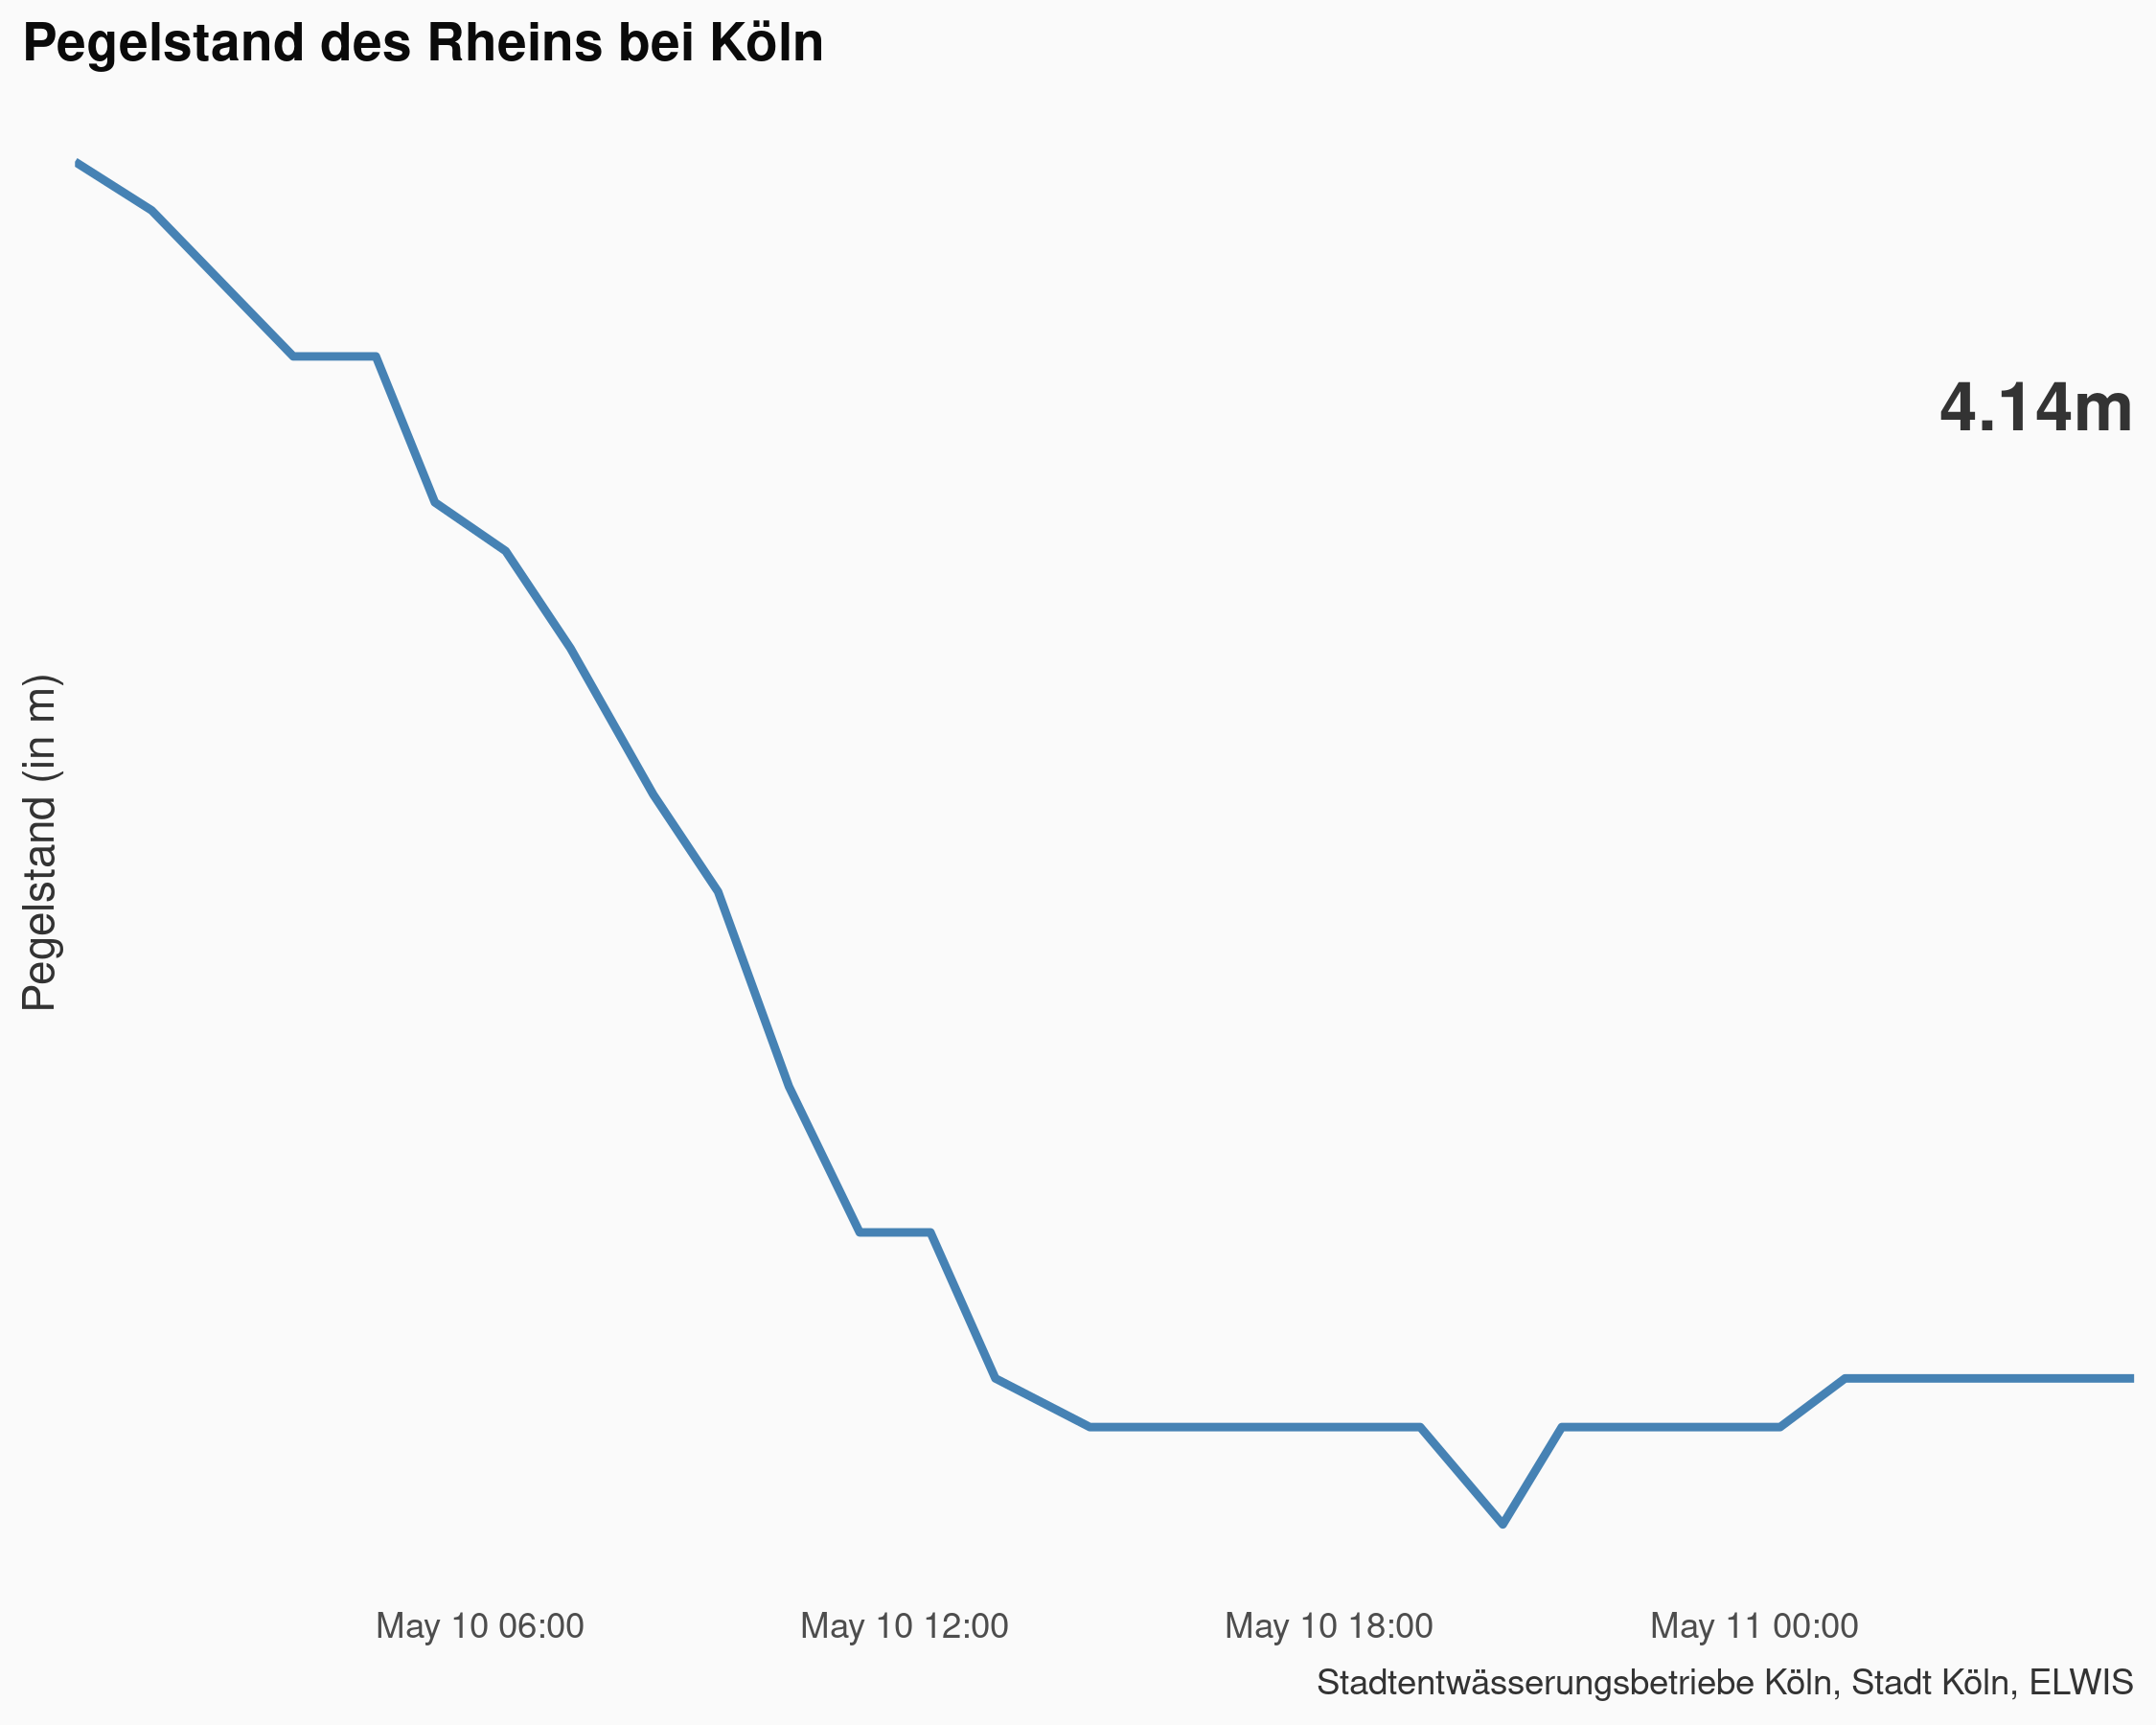 Pegelstand des Rheins bei Köln
4.14m
Pegelstand (in m)
May 10 06:00
May 10 12:00
May 10 18:00
May 11 00:00
Stadtentwässerungsbetriebe Köln, Stadt Köln, ELWIS